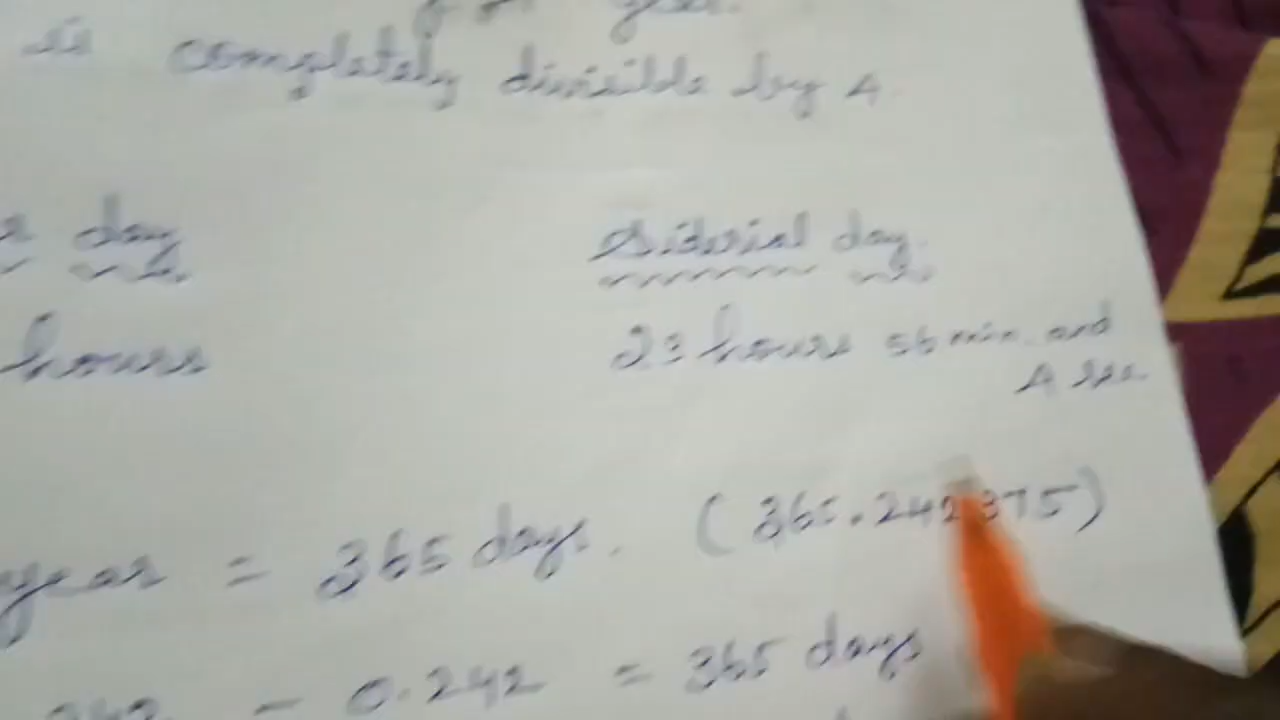 is completely divisible by 4
day
Siderial day.
hours
23 hours 56 min. and
4 sec.
year = 365 days. (365.242375)
242 - 0.242 = 365 days